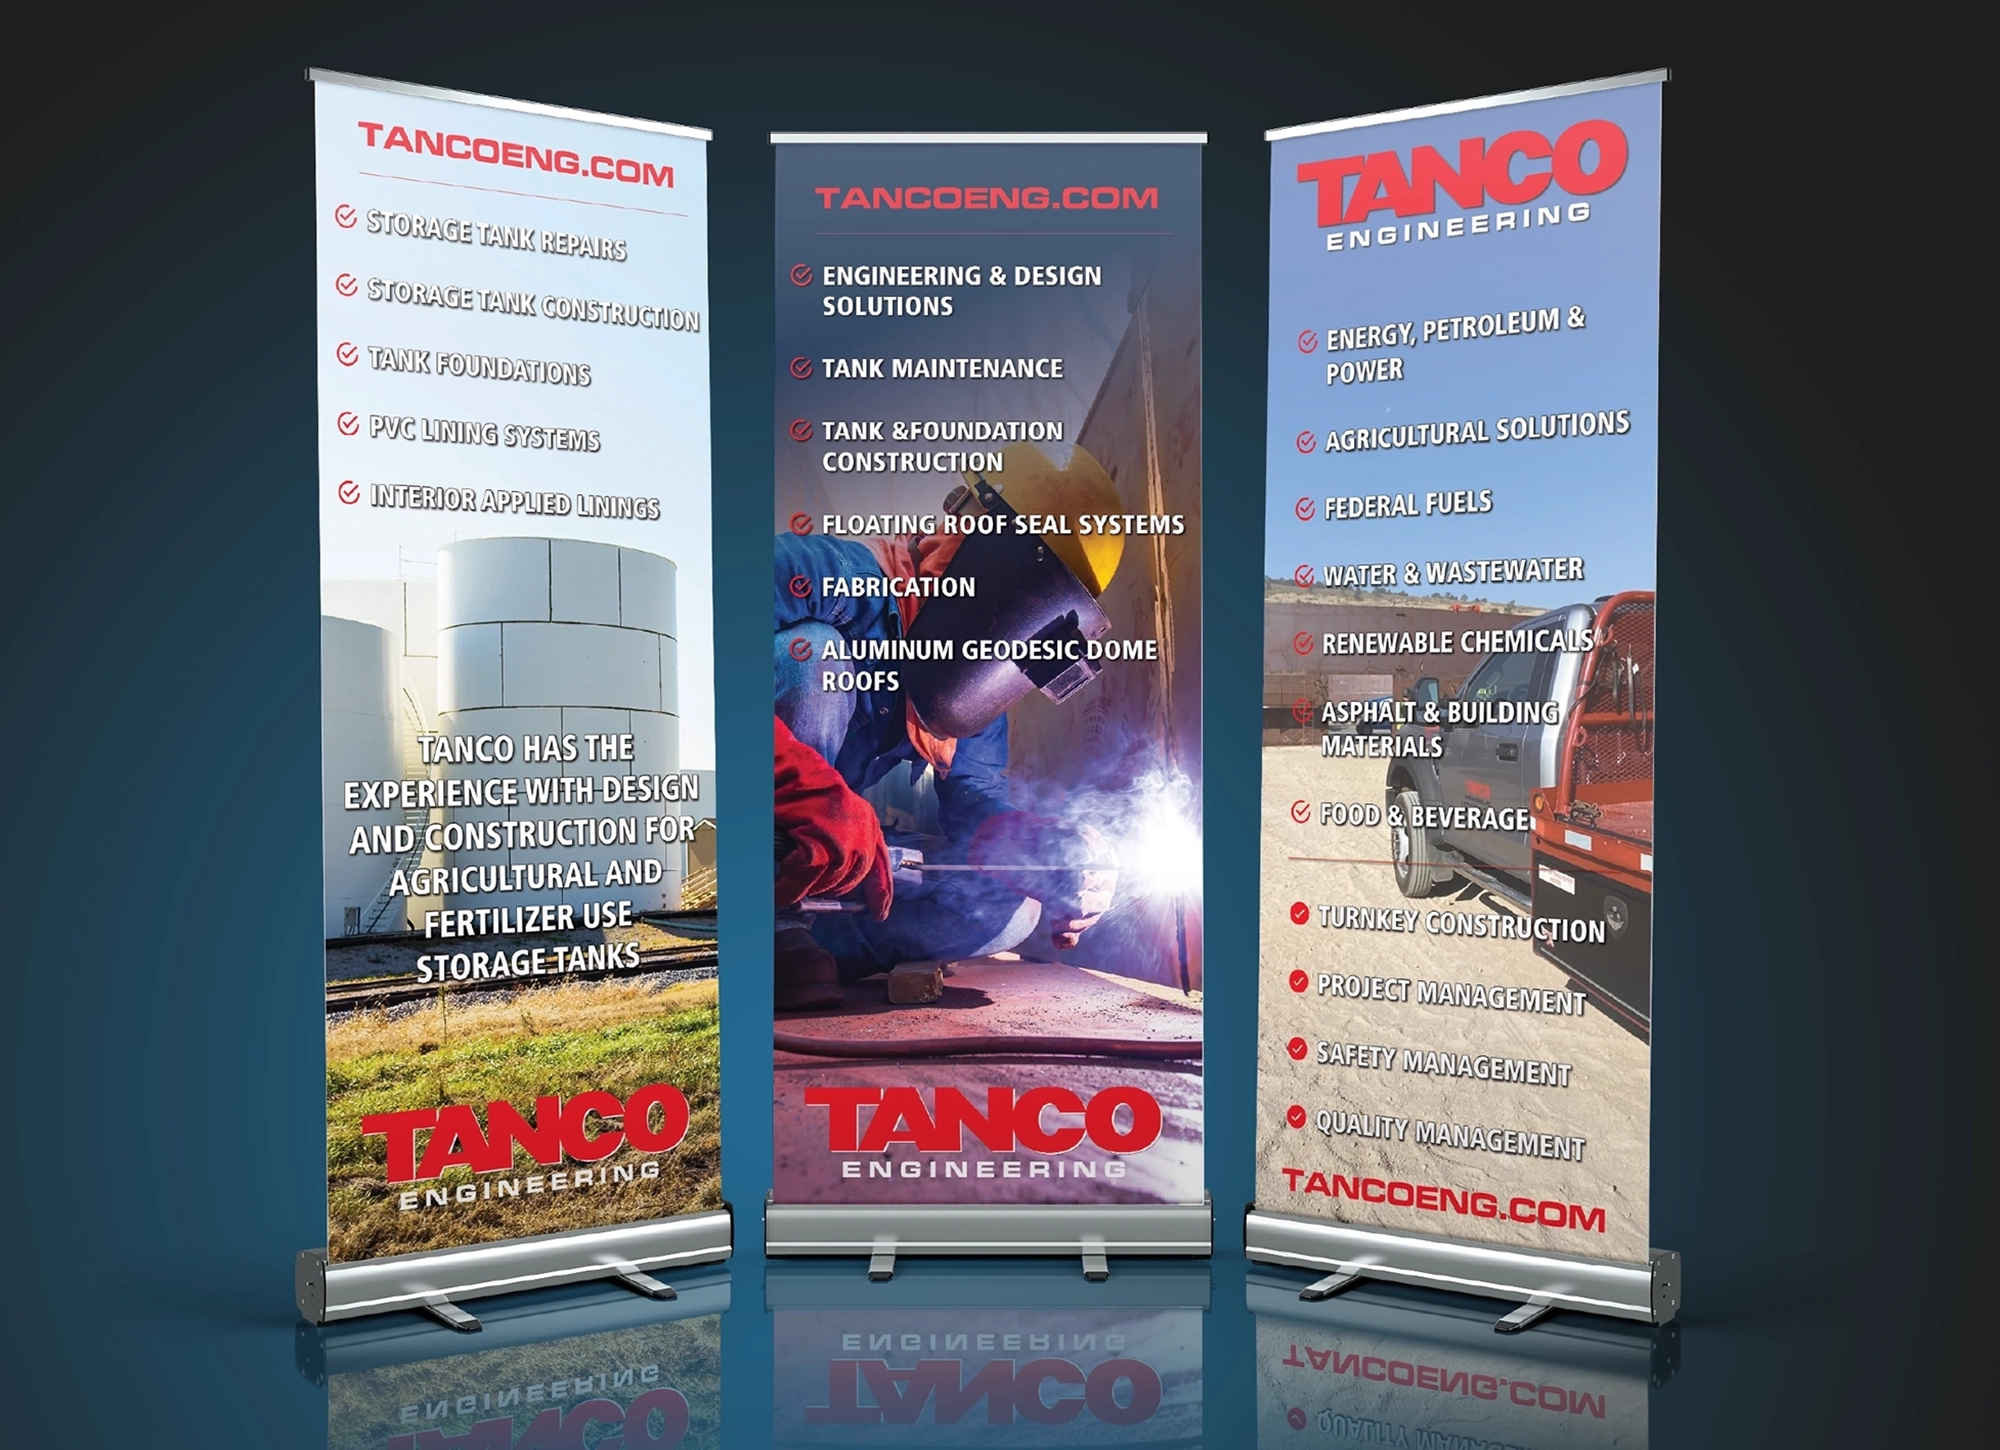 TANCOENG.COM
STORAGE TANK REPAIRS
STORAGE TANK CONSTRUCTION
TANK FOUNDATIONS
PVC LINING SYSTEMS
INTERIOR APPLIED LININGS
TANCO HAS THE
EXPERIENCE WITH DESIGN
AND CONSTRUCTION FOR
AGRICULTURAL AND
FERTILIZER USE
STORAGE TANKS
TANCO
ENGINEERING
TANCOENG.COM
ENGINEERING & DESIGN
SOLUTIONS
TANK MAINTENANCE
TANK &FOUNDATION
CONSTRUCTION
FLOATING ROOF SEAL SYSTEMS
FABRICATION
ALUMINUM GEODESIC DOME
ROOFS
TANCO
ENGINEERING
TANCO
ENGINEERING
ENERGY, PETROLEUM &
POWER
AGRICULTURAL SOLUTIONS
FEDERAL FUELS
WATER & WASTEWATER
RENEWABLE CHEMICALS
ASPHALT & BUILDING
MATERIALS
FOOD & BEVERAGE
TURNKEY CONSTRUCTION
PROJECT MANAGEMENT
SAFETY MANAGEMENT
QUALITY MANAGEMENT
TANCOENG.COM